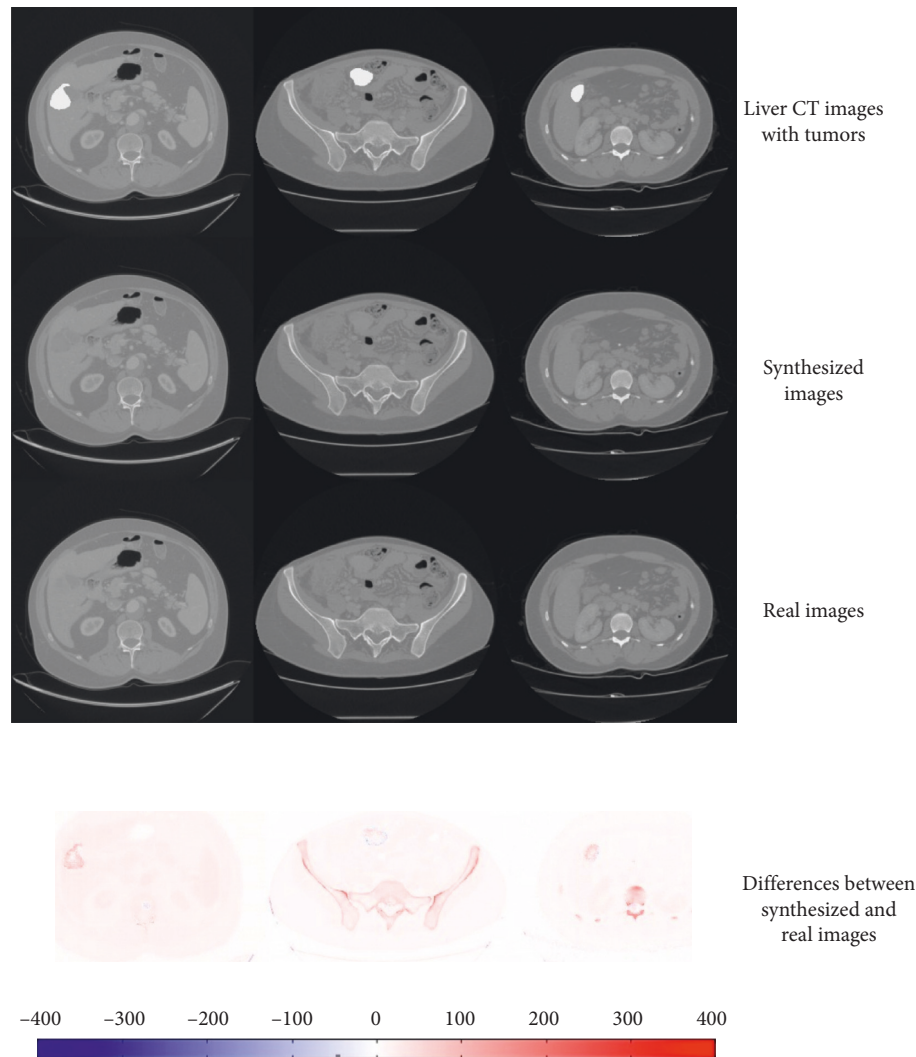 Liver CT images
with tumors
Synthesized
images
Real images
Differences between
synthesized and
real images
−400 −300 −200 −100 0 100 200 300 400